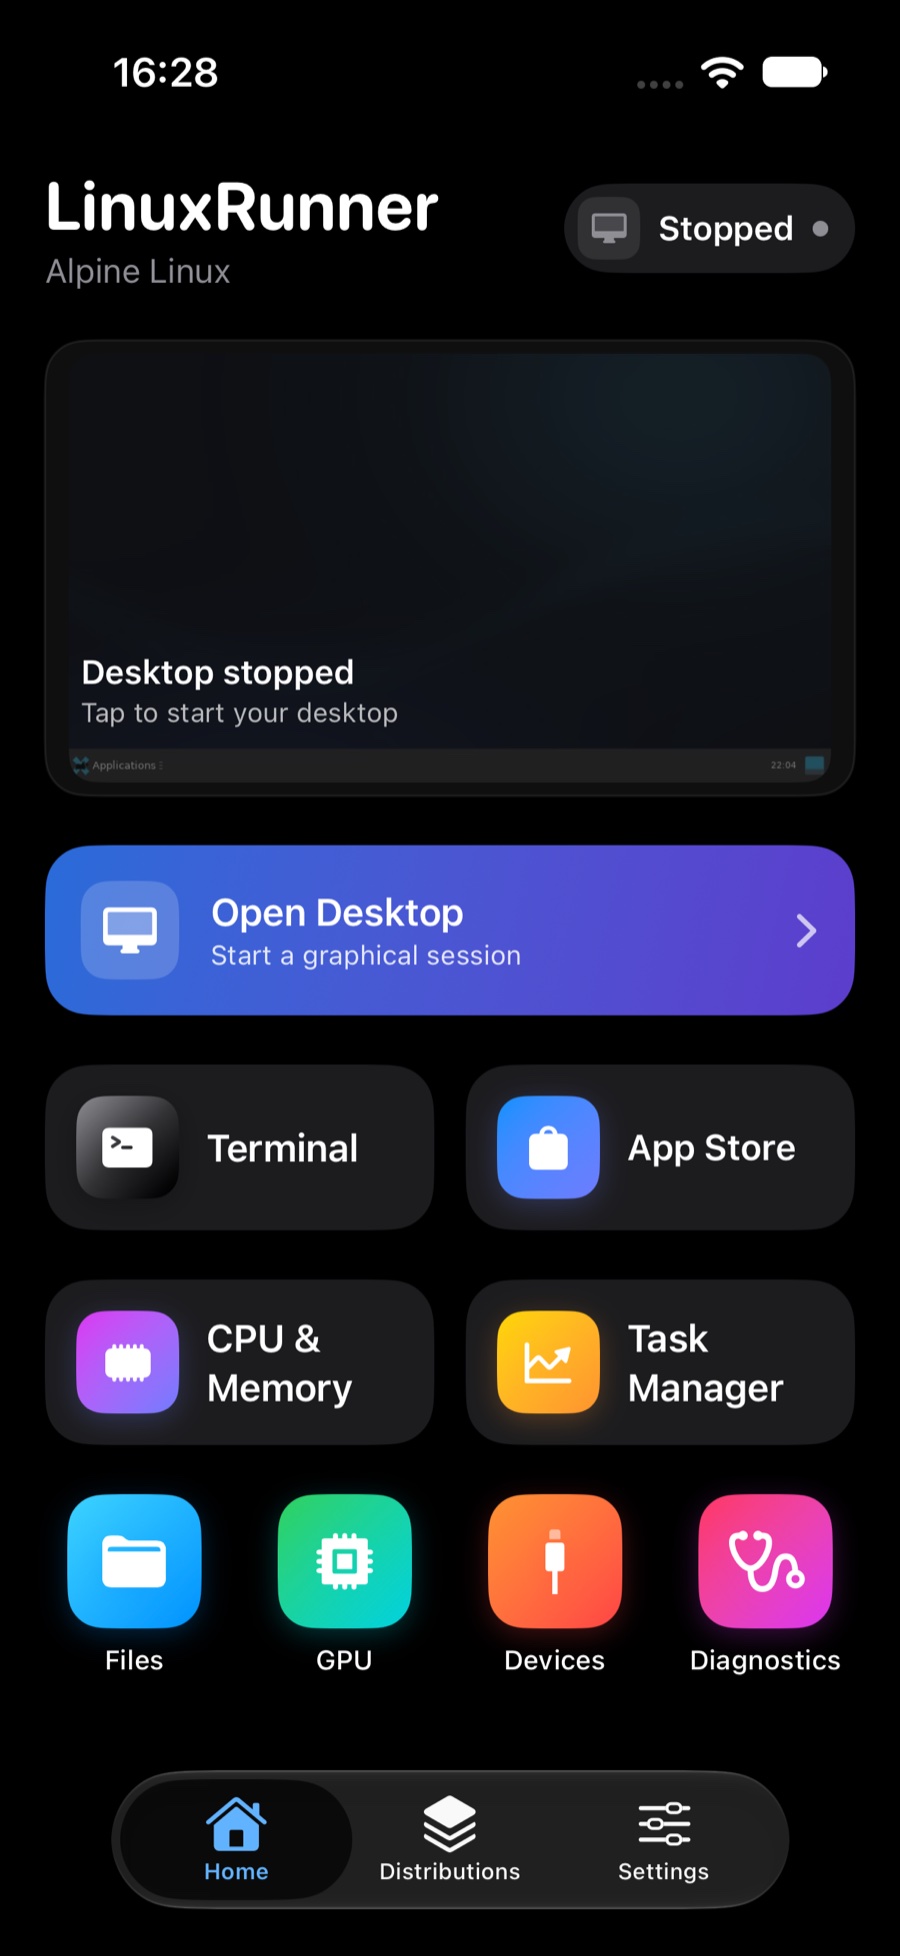 16:28
LinuxRunner
Alpine Linux
Stopped
Desktop stopped
Tap to start your desktop
Applications
22:04
Open Desktop
Start a graphical session
Terminal
App Store
CPU &
Memory
Task
Manager
Files
GPU
Devices
Diagnostics
Home
Distributions
Settings